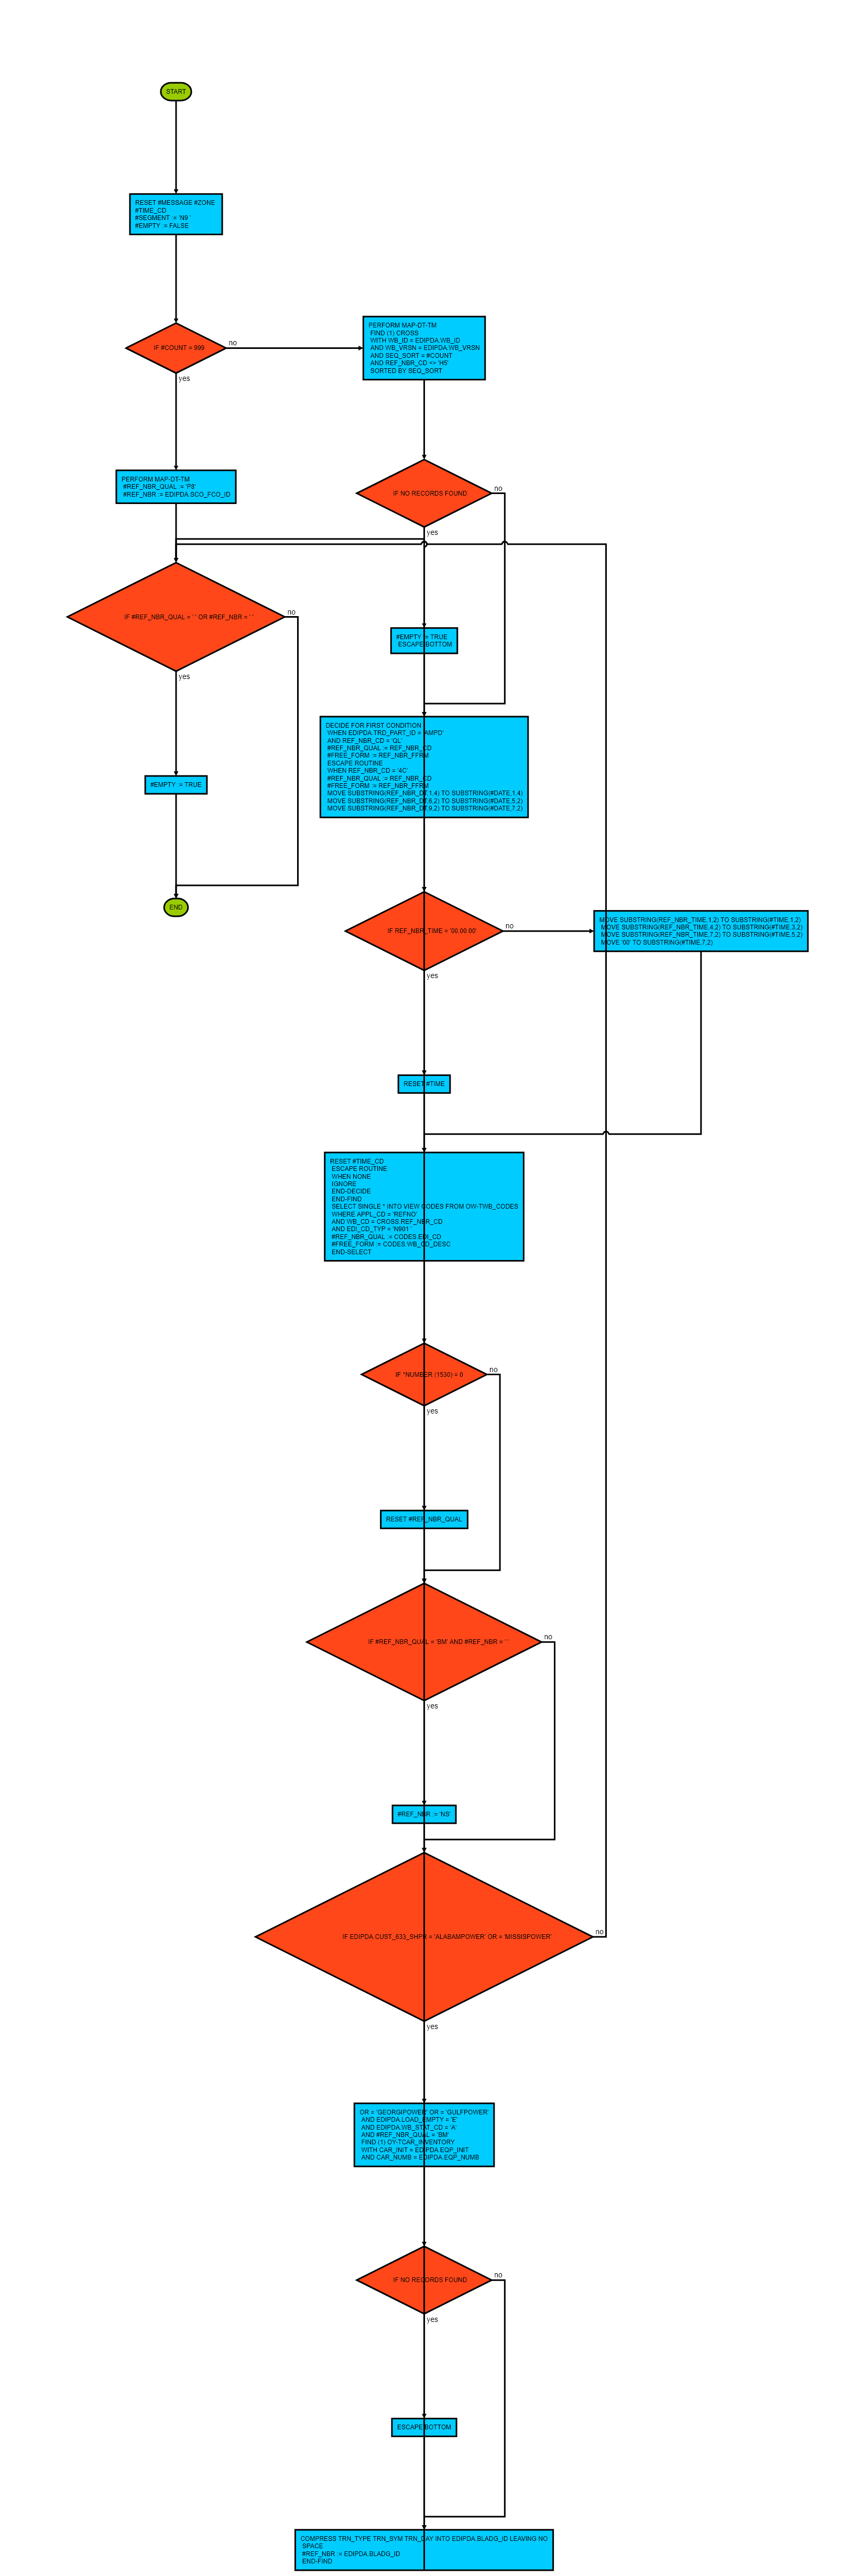 START
RESET #MESSAGE #ZONE
#TIME_CD
#SEGMENT := 'N9 '
#EMPTY := FALSE
IF #COUNT = 999
no
yes
PERFORM MAP-DT-TM
FIND (1) CROSS
WITH WB_ID = EDIPDA.WB_ID
AND WB_VRSN = EDIPDA.WB_VRSN
AND SEQ_SORT = #COUNT
AND REF_NBR_CD <> 'H5'
SORTED BY SEQ_SORT
PERFORM MAP-DT-TM
#REF_NBR_QUAL := 'P8'
#REF_NBR := EDIPDA.SCO_FCO_ID
IF NO RECORDS FOUND
no
yes
IF #REF_NBR_QUAL = ' ' OR #REF_NBR = ' '
no
yes
#EMPTY := TRUE
ESCAPE BOTTOM
#EMPTY := TRUE
END
DECIDE FOR FIRST CONDITION
WHEN EDIPDA.TRD_PART_ID = 'AMPD'
AND REF_NBR_CD = 'QL'
#REF_NBR_QUAL := REF_NBR_CD
#FREE_FORM := REF_NBR_FFRM
ESCAPE ROUTINE
WHEN REF_NBR_CD = '4C'
#REF_NBR_QUAL := REF_NBR_CD
#FREE_FORM := REF_NBR_FFRM
MOVE SUBSTRING(REF_NBR_DT,1,4) TO SUBSTRING(#DATE,1,4)
MOVE SUBSTRING(REF_NBR_DT,6,2) TO SUBSTRING(#DATE,5,2)
MOVE SUBSTRING(REF_NBR_DT,9,2) TO SUBSTRING(#DATE,7,2)
IF REF_NBR_TIME = '00.00.00'
no
yes
MOVE SUBSTRING(REF_NBR_TIME,1,2) TO SUBSTRING(#TIME,1,2)
MOVE SUBSTRING(REF_NBR_TIME,4,2) TO SUBSTRING(#TIME,3,2)
MOVE SUBSTRING(REF_NBR_TIME,7,2) TO SUBSTRING(#TIME,5,2)
MOVE '00' TO SUBSTRING(#TIME,7,2)
RESET #TIME
RESET #TIME_CD
ESCAPE ROUTINE
WHEN NONE
IGNORE
END-DECIDE
END-FIND
SELECT SINGLE * INTO VIEW CODES FROM OW-TWB_CODES
WHERE APPL_CD = 'REFNO'
AND WB_CD = CROSS.REF_NBR_CD
AND EDI_CD_TYP = 'N901 '
#REF_NBR_QUAL := CODES.EDI_CD
#FREE_FORM := CODES.WB_CD_DESC
END-SELECT
IF *NUMBER (1530) = 0
no
yes
RESET #REF_NBR_QUAL
IF #REF_NBR_QUAL = 'BM' AND #REF_NBR = ' '
no
yes
#REF_NBR := 'NS'
IF EDIPDA.CUST_633_SHPR = 'ALABAMPOWER' OR = 'MISSISPOWER'
no
yes
OR = 'GEORGIPOWER' OR = 'GULFPOWER'
AND EDIPDA.LOAD_EMPTY = 'E'
AND EDIPDA.WB_STAT_CD = 'A'
AND #REF_NBR_QUAL = 'BM'
FIND (1) OY-TCAR_INVENTORY
WITH CAR_INIT = EDIPDA.EQP_INIT
AND CAR_NUMB = EDIPDA.EQP_NUMB
IF NO RECORDS FOUND
no
yes
ESCAPE BOTTOM
COMPRESS TRN_TYPE TRN_SYM TRN_DAY INTO EDIPDA.BLADG_ID LEAVING NO
SPACE
#REF_NBR := EDIPDA.BLADG_ID
END-FIND